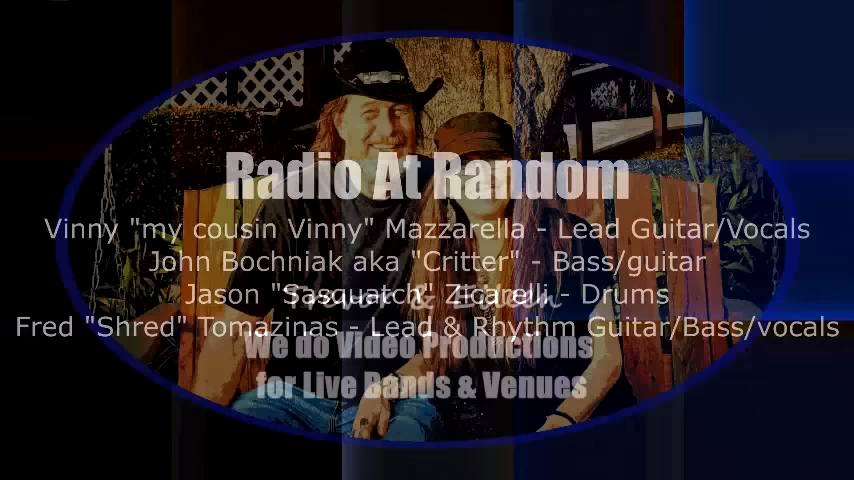 Radio At Random
Vinny "my cousin Vinny" Mazzarella - Lead Guitar/Vocals
John Bochniak aka "Critter" - Bass/guitar
Jason "Sasquatch" Zicarelli - Drums
Fred "Shred" Tomazinas - Lead & Rhythm Guitar/Bass/vocals
We do Video Productions
for Live Bands & Venues